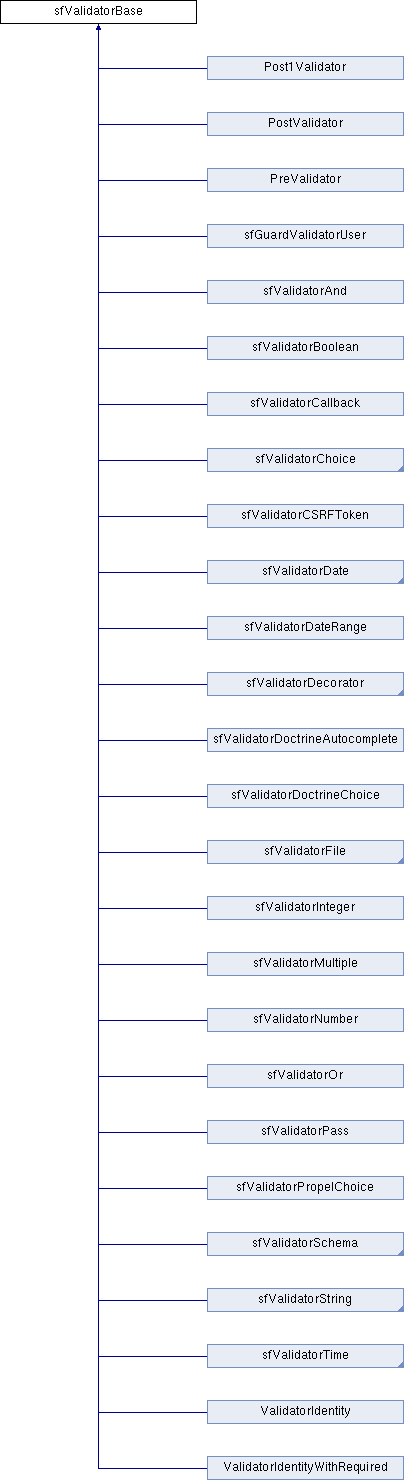 sfValidatorBase
Post1Validator
PostValidator
PreValidator
sfGuardValidatorUser
sfValidatorAnd
sfValidatorBoolean
sfValidatorCallback
sfValidatorChoice
sfValidatorCSRFToken
sfValidatorDate
sfValidatorDateRange
sfValidatorDecorator
sfValidatorDoctrineAutocomplete
sfValidatorDoctrineChoice
sfValidatorFile
sfValidatorInteger
sfValidatorMultiple
sfValidatorNumber
sfValidatorOr
sfValidatorPass
sfValidatorPropelChoice
sfValidatorSchema
sfValidatorString
sfValidatorTime
ValidatorIdentity
ValidatorIdentityWithRequired